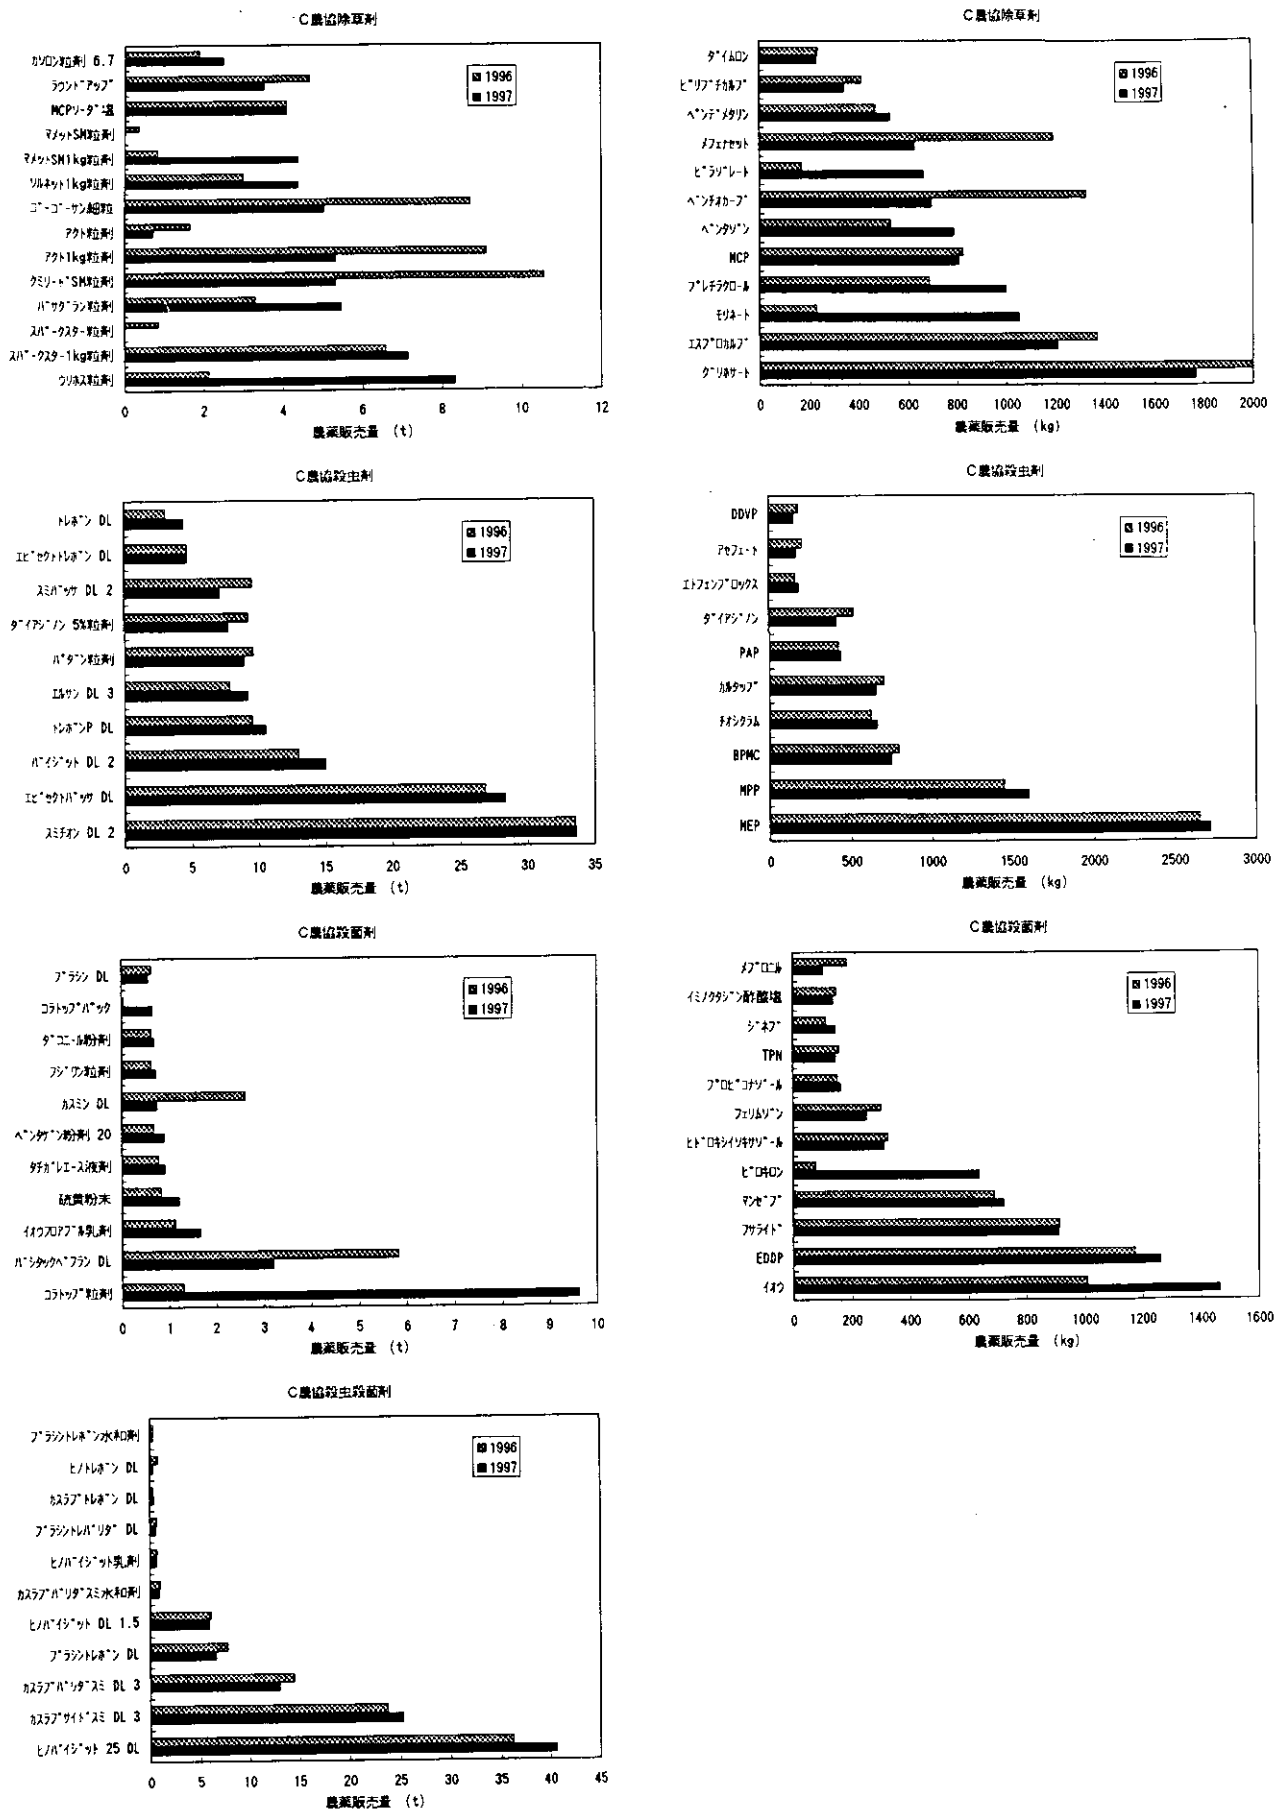 C農協除草剤
カソロン粒剤 6.7
ラウンドアップ
MCPソーダ塩
マメットSM粒剤
マメットSM1kg粒剤
ソルネット1kg粒剤
ゴーゴーサン細粒
アクト粒剤
アクト1kg粒剤
クミリードSM粒剤
バサグラン粒剤
スパークスター粒剤
スパークスター1kg粒剤
ウリホス粒剤
1996
1997
0 2 4 6 8 10 12
農薬販売量 (t)
C農協除草剤
ダイムロン
ピリブチカルブ
ペンデメタリン
メフェナセット
ピラゾレート
ベンチオカーブ
ベンタゾン
MCP
プレチラクロール
モリネート
エスプロカルブ
グリホサート
1996
1997
0 200 400 600 800 1000 1200 1400 1600 1800 2000
農薬販売量 (kg)
C農協殺虫剤
トレボン DL
エビセクトトレボン DL
スミバッサ DL 2
ダイアジノン 5%粒剤
パダン粒剤
エルサン DL 3
トレボンP DL
バイジット DL 2
エビセクトバッサ DL
スミチオン DL 2
1996
1997
0 5 10 15 20 25 30 35
農薬販売量 (t)
C農協殺虫剤
DDVP
アセフェート
エトフェンプロックス
ダイアジノン
PAP
カルタップ
チオシクラム
BPMC
MPP
MEP
1996
1997
0 500 1000 1500 2000 2500 3000
農薬販売量 (kg)
C農協殺菌剤
ブラシン DL
コラトップパック
ダコニール粉剤
フジワン粒剤
カスミン DL
ペンタゲン粉剤 20
タチガレエース液剤
硫黄粉末
イオウフロアブル乳剤
バシタックベフラン DL
コラトップ粒剤
1996
1997
0 1 2 3 4 5 6 7 8 9 10
農薬販売量 (t)
C農協殺菌剤
メプロニル
イミノクタジン酢酸塩
ジネブ
TPN
プロピコナゾール
フェリムゾン
ヒドロキシイソキサゾール
ピロキロン
マンゼブ
フサライド
EDDP
イオウ
1996
1997
0 200 400 600 800 1000 1200 1400 1600
農薬販売量 (kg)
C農協殺虫殺菌剤
ブラシントレボン水和剤
ヒノトレボン DL
カスラブトレボン DL
ブラシントレバリダ DL
ヒノバイジット乳剤
カスラブバリダスミ水和剤
ヒノバイジット DL 1.5
ブラシントレボン DL
カスラブバリダスミ DL 3
カスラブサイドスミ DL 3
ヒノバイジット 25 DL
1996
1997
0 5 10 15 20 25 30 35 40 45
農薬販売量 (t)